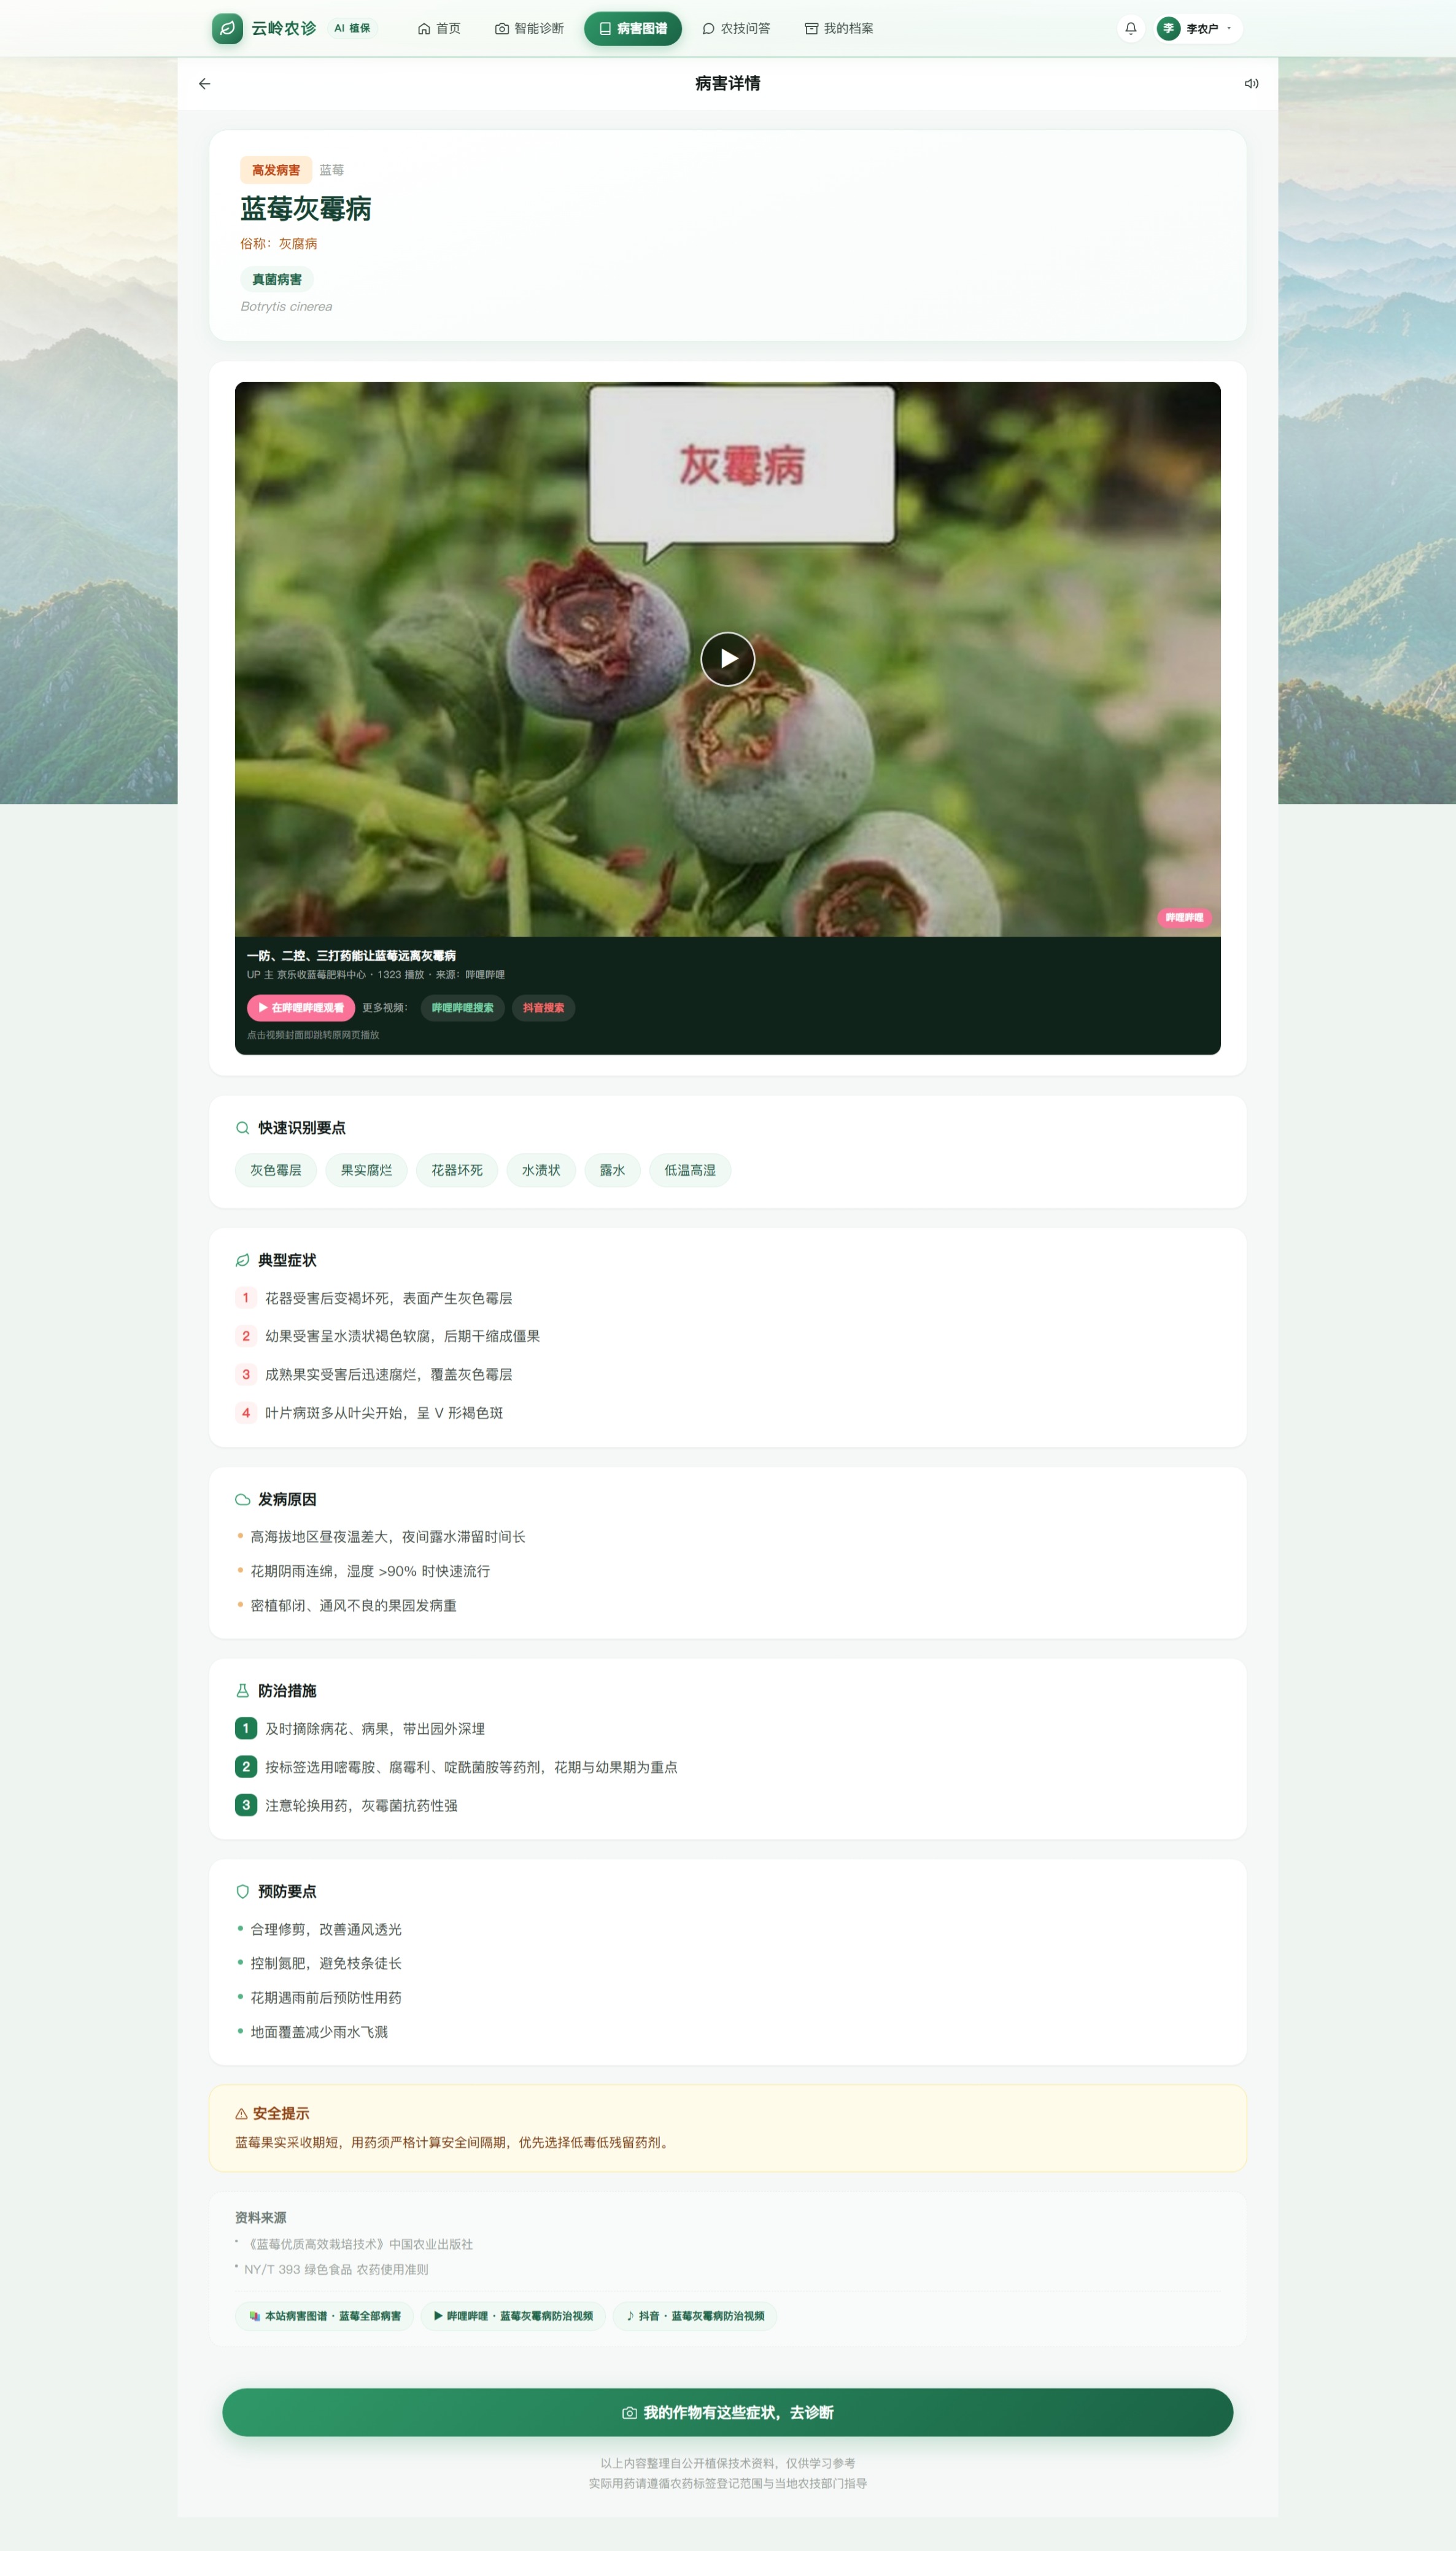 云岭农诊 AI 植保 首页 智能诊断 病害图谱 农技问答 我的档案 李 李农户
病害详情
高发病害 蓝莓
蓝莓灰霉病
俗称：灰腐病
真菌病害
Botrytis cinerea
灰霉病
哔哩哔哩
一防、二控、三打药能让蓝莓远离灰霉病
UP 主 京乐收蓝莓肥料中心 · 1323 播放 · 来源：哔哩哔哩
▶ 在哔哩哔哩观看 更多视频： 哔哩哔哩搜索 抖音搜索
点击视频封面即跳转原网页播放
快速识别要点
灰色霉层 果实腐烂 花器坏死 水渍状 露水 低温高湿
典型症状
1 花器受害后变褐坏死，表面产生灰色霉层
2 幼果受害呈水渍状褐色软腐，后期干缩成僵果
3 成熟果实受害后迅速腐烂，覆盖灰色霉层
4 叶片病斑多从叶尖开始，呈 V 形褐色斑
发病原因
• 高海拔地区昼夜温差大，夜间露水滞留时间长
• 花期阴雨连绵，湿度 >90% 时快速流行
• 密植郁闭、通风不良的果园发病重
防治措施
1 及时摘除病花、病果，带出园外深埋
2 按标签选用嘧霉胺、腐霉利、啶酰菌胺等药剂，花期与幼果期为重点
3 注意轮换用药，灰霉菌抗药性强
预防要点
• 合理修剪，改善通风透光
• 控制氮肥，避免枝条徒长
• 花期遇雨前后预防性用药
• 地面覆盖减少雨水飞溅
安全提示
蓝莓果实采收期短，用药须严格计算安全间隔期，优先选择低毒低残留药剂。
资料来源
• 《蓝莓优质高效栽培技术》中国农业出版社
• NY/T 393 绿色食品 农药使用准则
📚 本站病害图谱 · 蓝莓全部病害 ▶ 哔哩哔哩 · 蓝莓灰霉病防治视频 ♪ 抖音 · 蓝莓灰霉病防治视频
我的作物有这些症状，去诊断
以上内容整理自公开植保技术资料，仅供学习参考
实际用药请遵循农药标签登记范围与当地农技部门指导